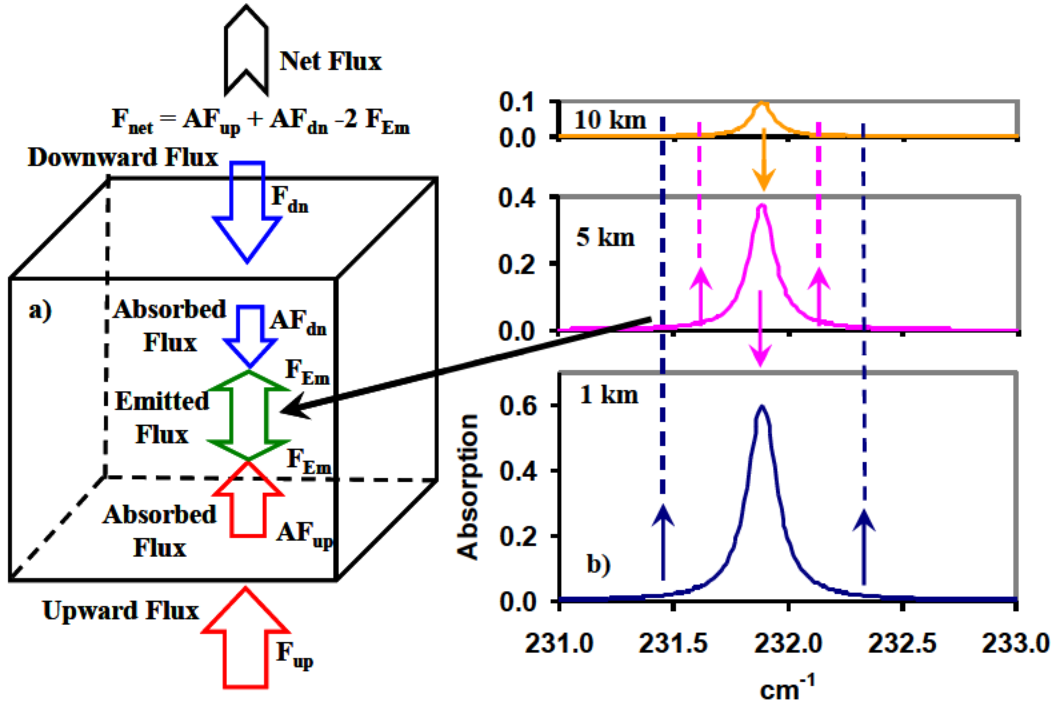 Net Flux
F_net = AF_up + AF_dn -2 F_Em
Downward Flux
F_dn
a)
Absorbed
Flux
AF_dn
F_Em
Emitted
Flux
F_Em
Absorbed
Flux
AF_up
Upward Flux
F_up
0.1
0.0
10 km
0.4
0.2
0.0
5 km
Absorption
0.6
0.4
0.2
0.0
1 km
b)
231.0
231.5
232.0
232.5
233.0
cm⁻¹